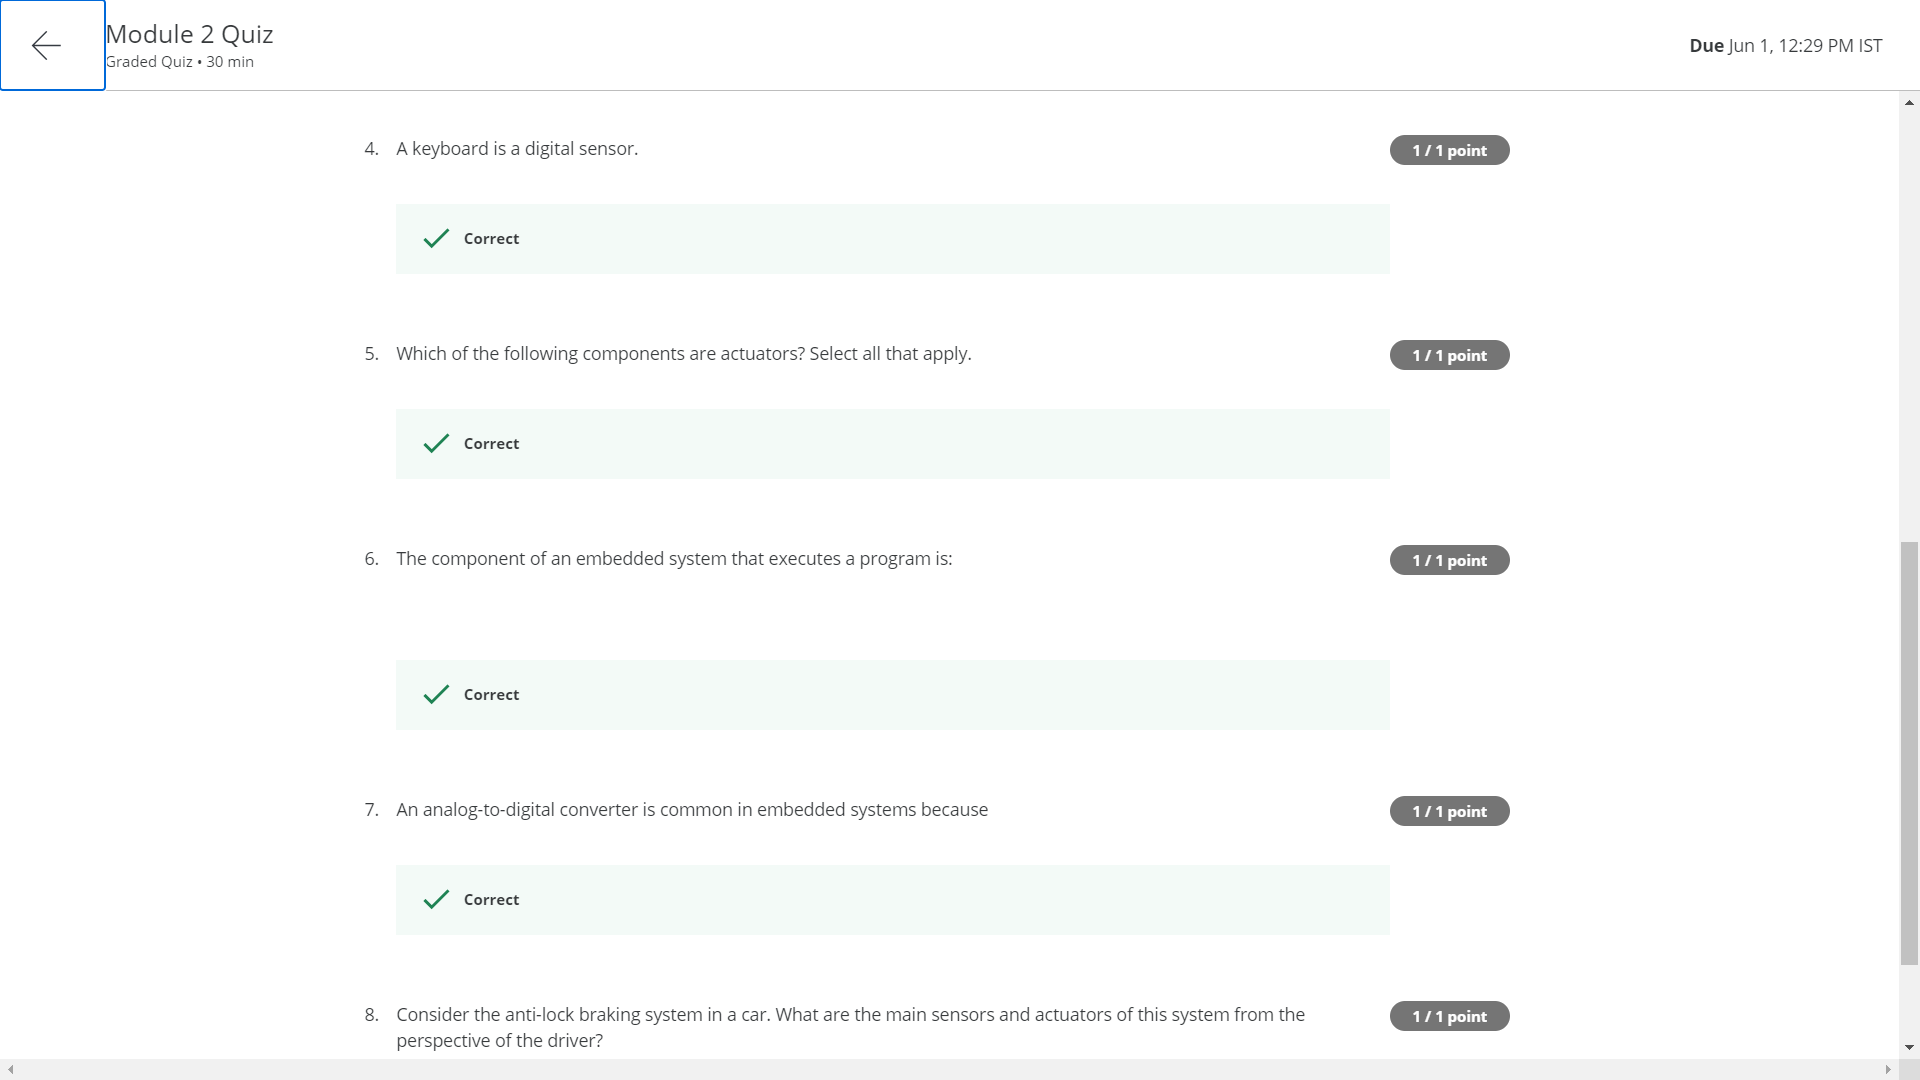 Module 2 Quiz
Graded Quiz • 30 min
Due Jun 1, 12:29 PM IST
4. A keyboard is a digital sensor.
1 / 1 point
Correct
5. Which of the following components are actuators? Select all that apply.
1 / 1 point
Correct
6. The component of an embedded system that executes a program is:
1 / 1 point
Correct
7. An analog-to-digital converter is common in embedded systems because
1 / 1 point
Correct
8. Consider the anti-lock braking system in a car. What are the main sensors and actuators of this system from the
perspective of the driver?
1 / 1 point